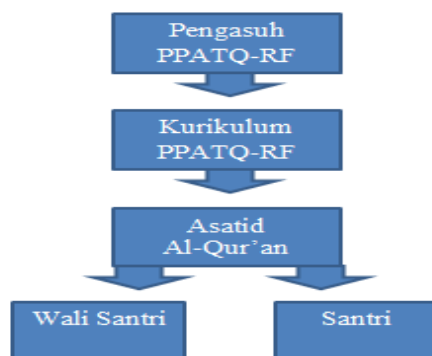 Pengasuh
PPATQ-RF
Kurikulum
PPATQ-RF
Asatid
Al-Qur’an
Wali Santri
Santri